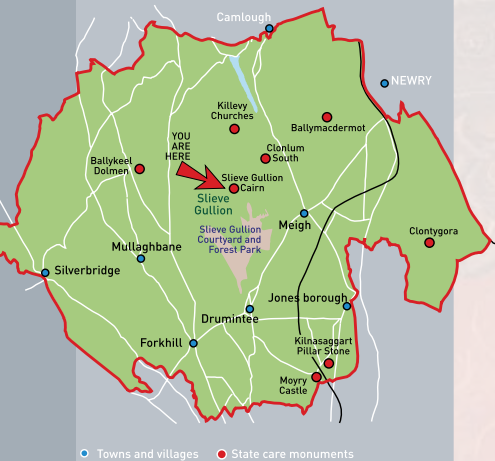 Camlough
NEWRY
Killevy
Churches
Ballymacdermot
YOU
ARE
HERE
Clonlum
South
Ballykeel
Dolmen
Slieve Gullion
Cairn
Slieve
Gullion
Meigh
Slieve Gullion
Courtyard and
Forest Park
Clontygora
Mullaghbane
Silverbridge
Jones borough
Drumintee
Forkhill
Kilnasaggart
Pillar Stone
Moyry
Castle
Towns and villages
State care monuments